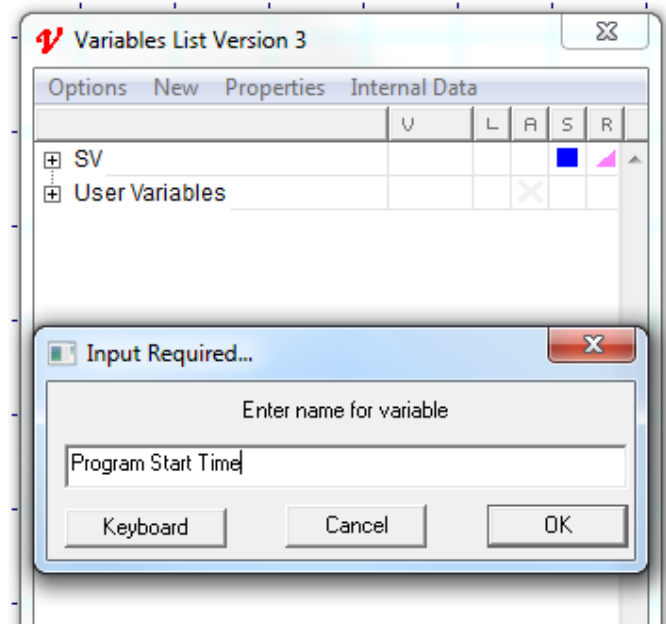 Variables List Version 3
Options New Properties Internal Data
V L A S R
SV
User Variables
Input Required...
Enter name for variable
Program Start Time
Keyboard Cancel OK